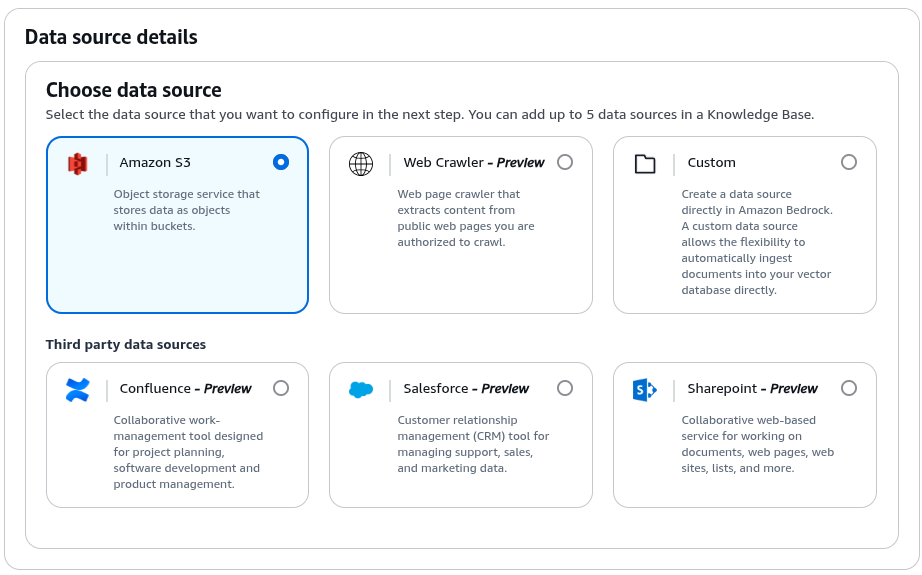 Data source details
Choose data source
Select the data source that you want to configure in the next step. You can add up to 5 data sources in a Knowledge Base.
Amazon S3
Object storage service that
stores data as objects
within buckets.
Web Crawler - Preview
Web page crawler that
extracts content from
public web pages you are
authorized to crawl.
Custom
Create a data source
directly in Amazon Bedrock.
A custom data source
allows the flexibility to
automatically ingest
documents into your vector
database directly.
Third party data sources
Confluence - Preview
Collaborative work-
management tool designed
for project planning,
software development and
product management.
Salesforce - Preview
Customer relationship
management (CRM) tool for
managing support, sales,
and marketing data.
S
Sharepoint - Preview
Collaborative web-based
service for working on
documents, web pages, web
sites, lists, and more.